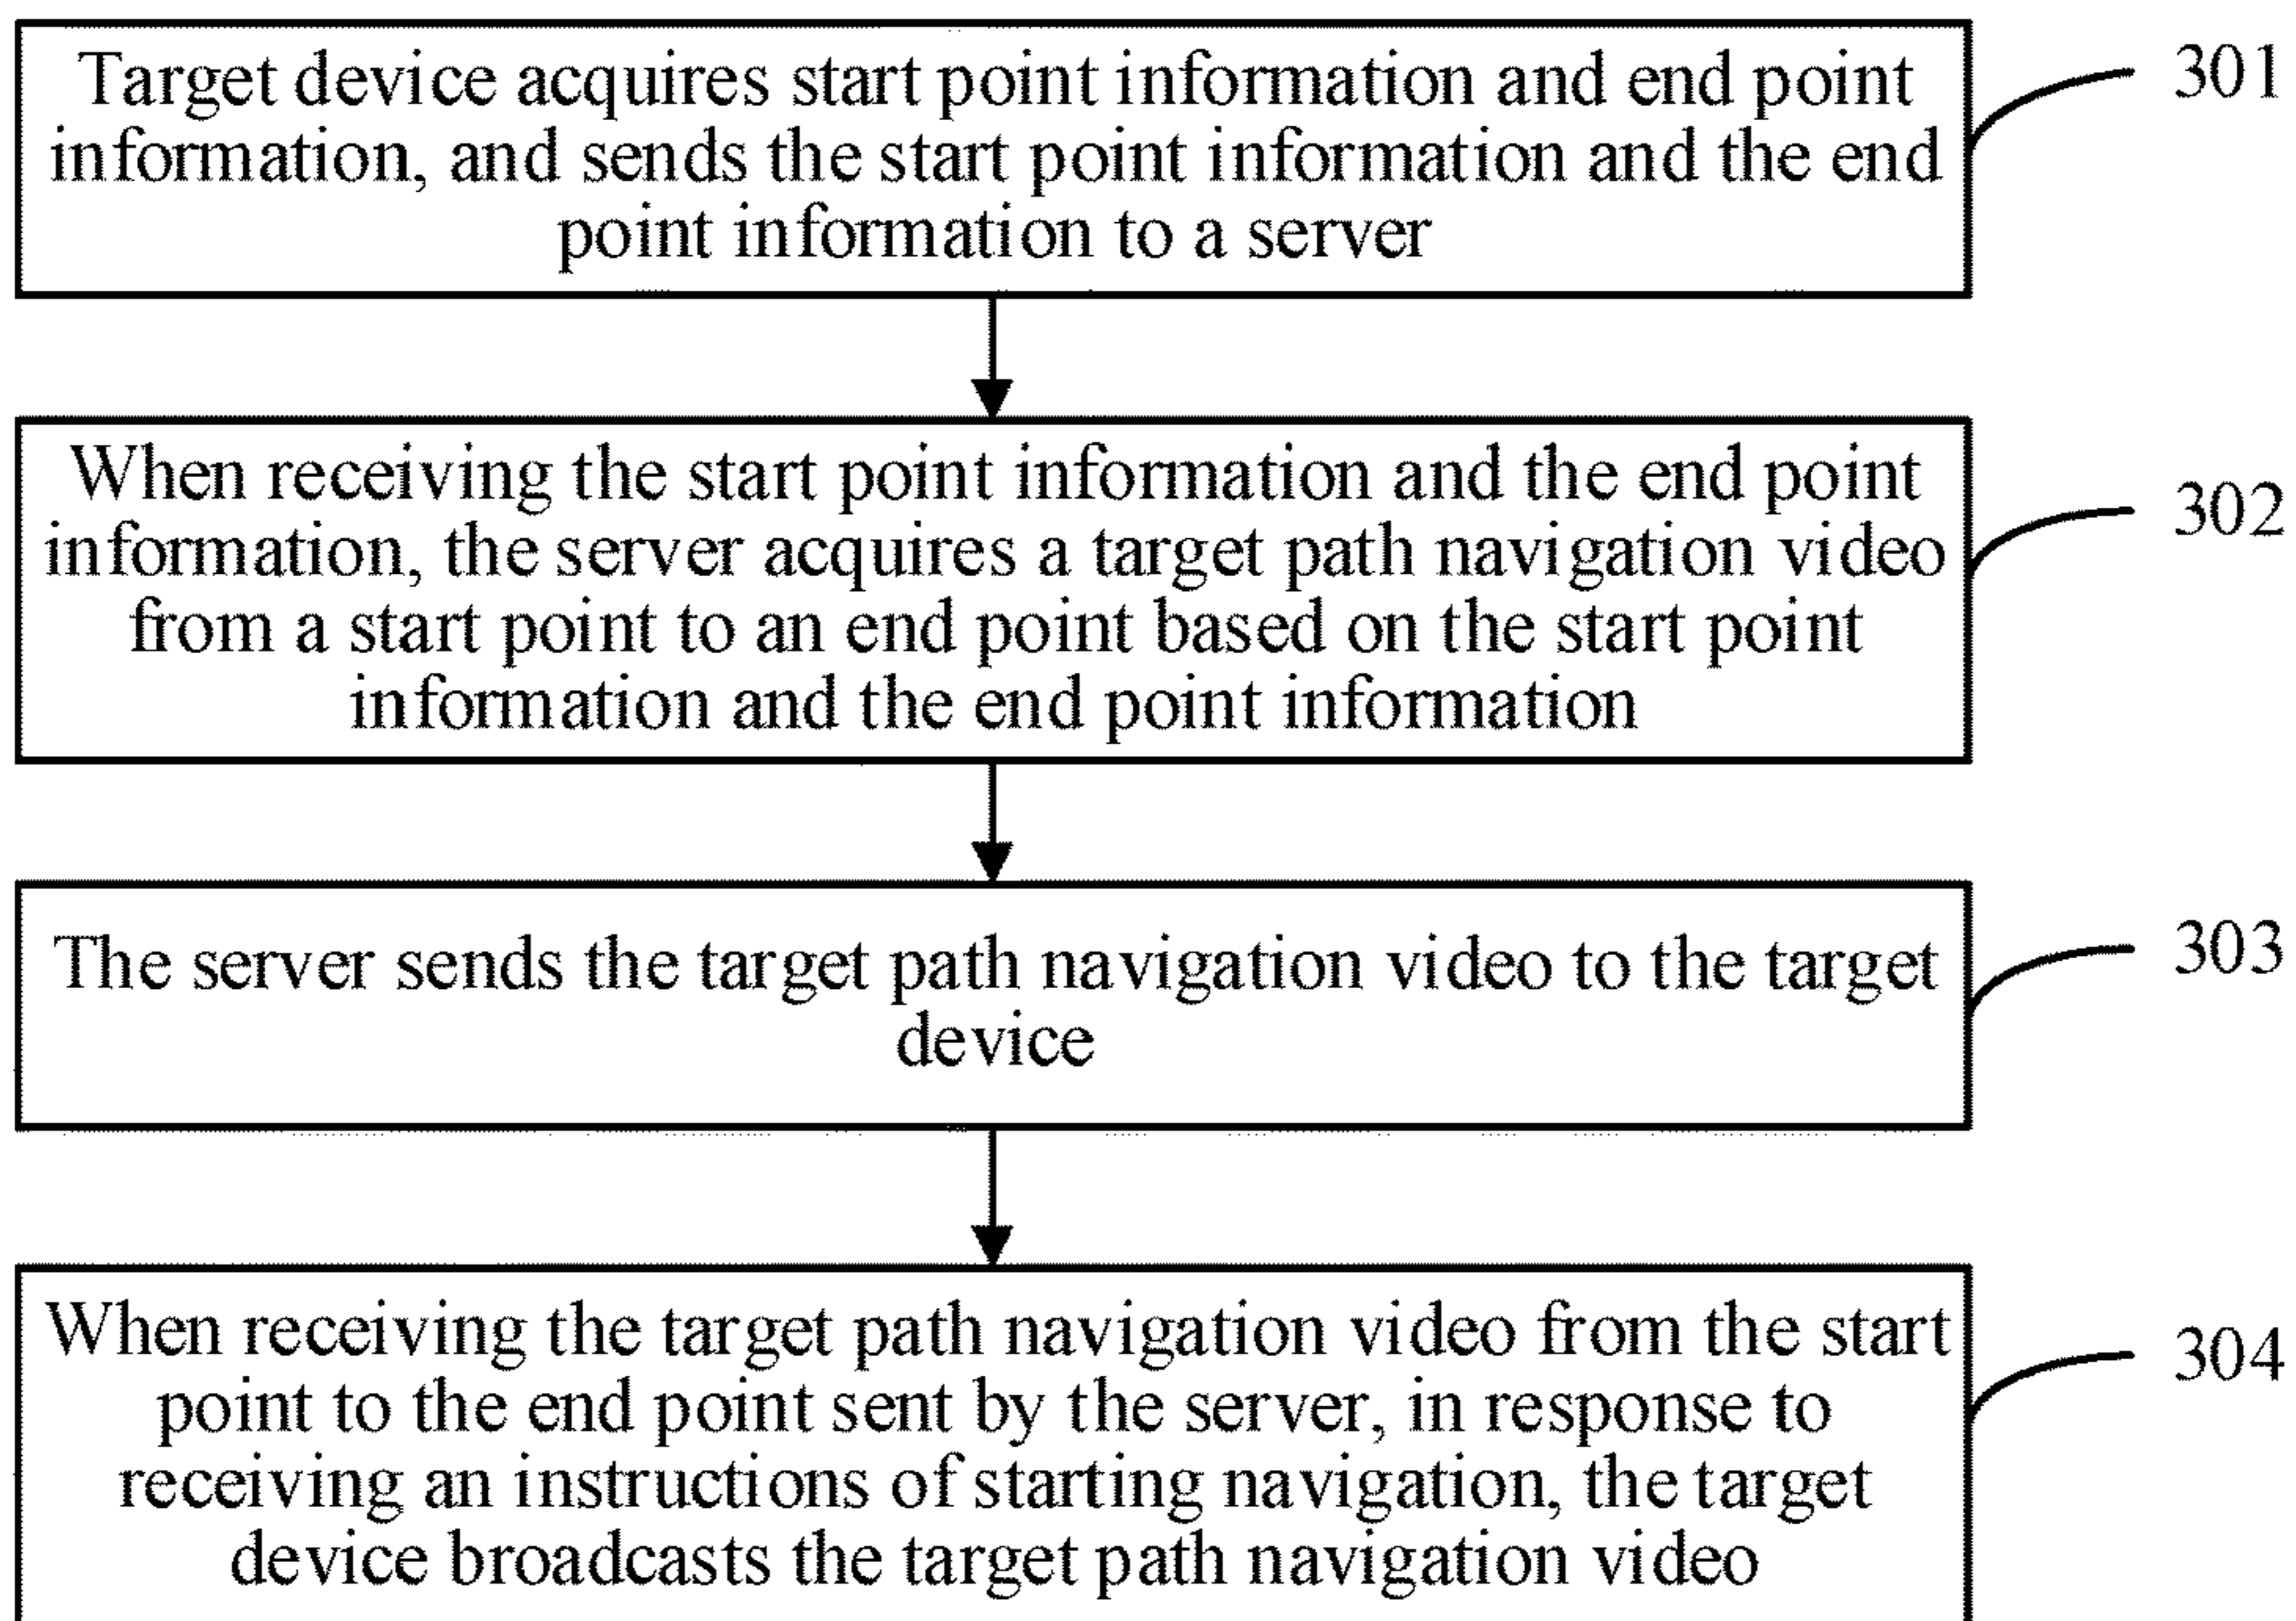 Target device acquires start point information and end point
information, and sends the start point information and the end
point information to a server
301
When receiving the start point information and the end point
information, the server acquires a target path navigation video
from a start point to an end point based on the start point
information and the end point information
302
The server sends the target path navigation video to the target
device
303
When receiving the target path navigation video from the start
point to the end point sent by the server, in response to
receiving an instructions of starting navigation, the target
device broadcasts the target path navigation video
304